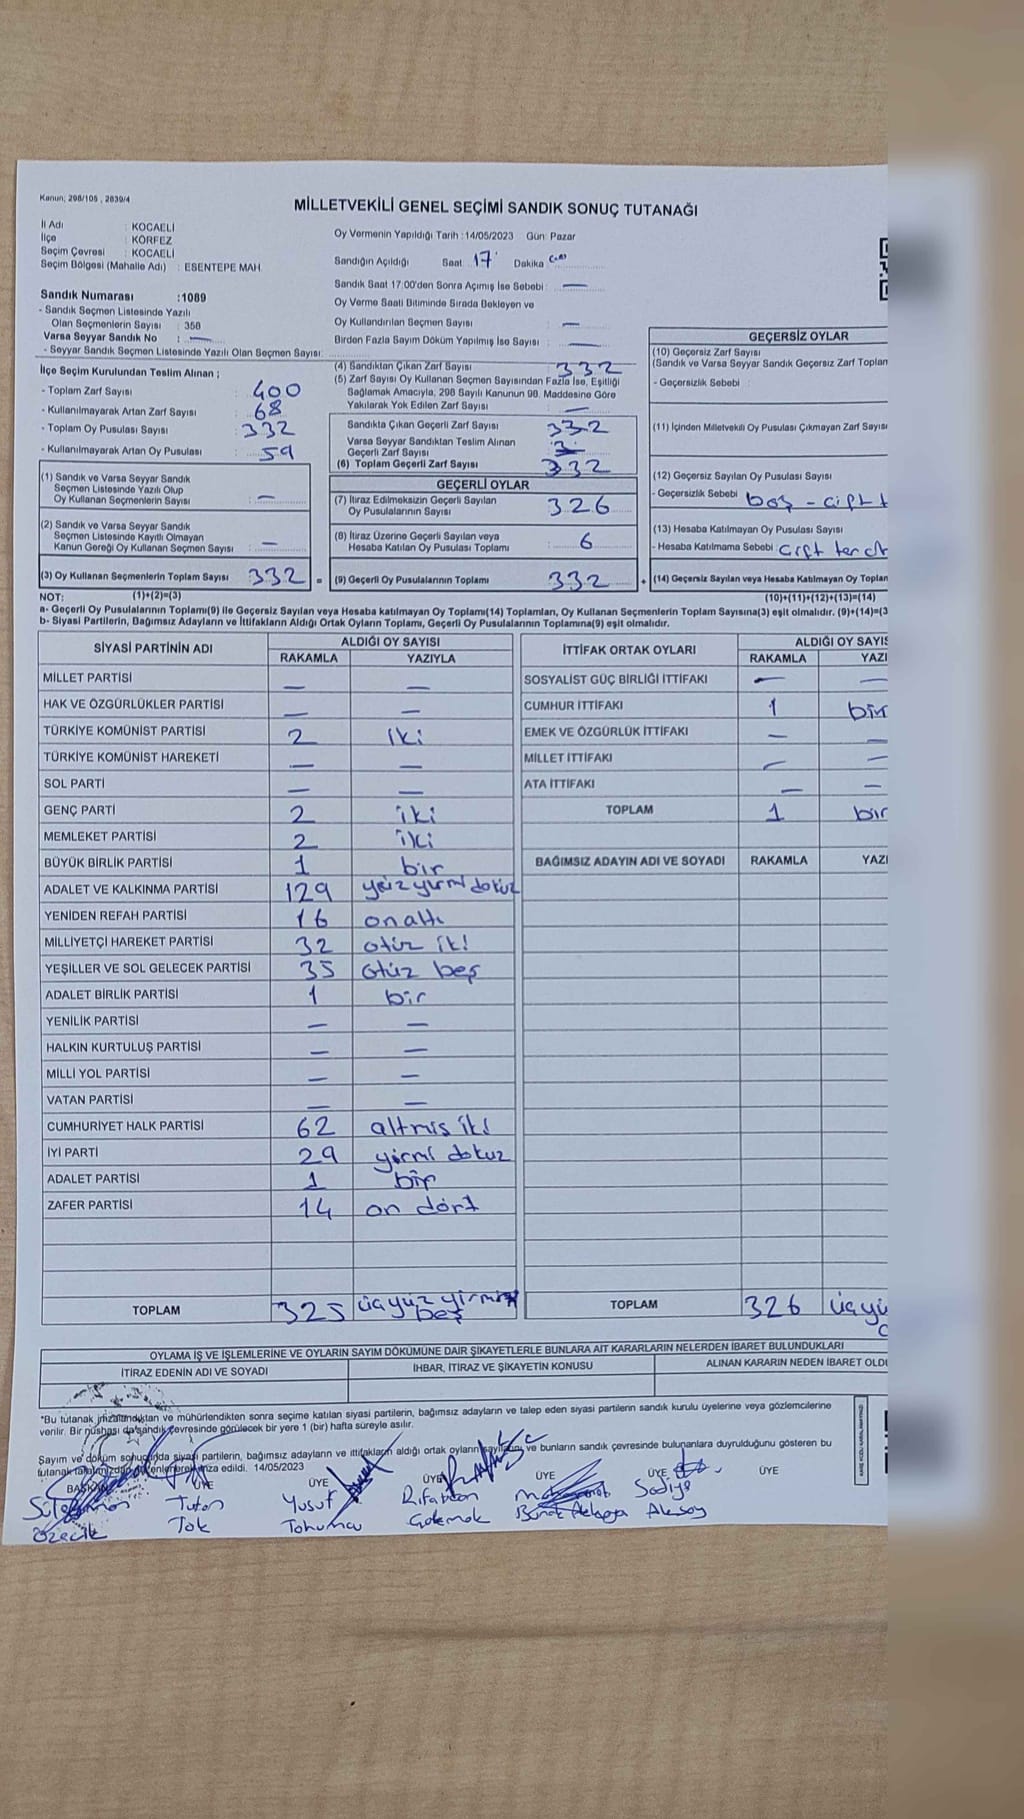 Kanun: 298/105 , 2839/4
MİLLETVEKİLİ GENEL SEÇİMİ SANDIK SONUÇ TUTANAĞI
İl Adı : KOCAELİ
İlçe : KÖRFEZ
Seçim Çevresi : KOCAELİ
Seçim Bölgesi (Mahalle Adı) : ESENTEPE MAH.
Oy Vermenin Yapıldığı Tarih :14/05/2023 Gün: Pazar
Sandığın Açıldığı Saat 17 Dakika
Sandık Saat 17:00'den Sonra Açımış İse Sebebi : —
Oy Verme Saati Bitiminde Sırada Bekleyen ve
Oy Kullandırılan Seçmen Sayısı : —
Birden Fazla Sayım Döküm Yapılmış İse Sayısı : —
Sandık Numarası :1089
- Sandık Seçmen Listesinde Yazılı
Olan Seçmenlerin Sayısı : 358
Varsa Seyyar Sandık No : —
- Seyyar Sandık Seçmen Listesinde Yazılı Olan Seçmen Sayısı:
İlçe Seçim Kurulundan Teslim Alınan ;
- Toplam Zarf Sayısı : 400
- Kullanılmayarak Artan Zarf Sayısı : 68
- Toplam Oy Pusulası Sayısı : 332
- Kullanılmayarak Artan Oy Pusulası : 59
(1) Sandık ve Varsa Seyyar Sandık
Seçmen Listesinde Yazılı Olup
Oy Kullanan Seçmenlerin Sayısı : —
(2) Sandık ve Varsa Seyyar Sandık
Seçmen Listesinde Kayıtlı Olmayan
Kanun Gereği Oy Kullanan Seçmen Sayısı : —
(3) Oy Kullanan Seçmenlerin Toplam Sayısı 332 =
(4) Sandıktan Çıkan Zarf Sayısı : 332
(5) Zarf Sayısı Oy Kullanan Seçmen Sayısından Fazla İse, Eşitliği
Sağlamak Amacıyla, 298 Sayılı Kanunun 98. Maddesine Göre
Yakılarak Yok Edilen Zarf Sayısı : —
Sandıkta Çıkan Geçerli Zarf Sayısı : 332
Varsa Seyyar Sandıktan Teslim Alınan
Geçerli Zarf Sayısı
(6) Toplam Geçerli Zarf Sayısı : 332
GEÇERLİ OYLAR
(7) İtiraz Edilmeksizin Geçerli Sayılan
Oy Pusulalarının Sayısı : 326
(8) İtiraz Üzerine Geçerli Sayılan veya
Hesaba Katılan Oy Pusulası Toplamı : 6
(9) Geçerli Oy Pusulalarının Toplamı : 332 +
GEÇERSİZ OYLAR
(10) Geçersiz Zarf Sayısı
(Sandık ve Varsa Seyyar Sandık Geçersiz Zarf Toplan
- Geçersizlik Sebebi :
(11) İçinden Milletvekili Oy Pusulası Çıkmayan Zarf Sayısı
(12) Geçersiz Sayılan Oy Pusulası Sayısı
- Geçersizlik Sebebi boş - çift
(13) Hesaba Katılmayan Oy Pusulası Sayısı
- Hesaba Katılmama Sebebi : çift
(14) Geçersiz Sayılan veya Hesaba Katılmayan Oy Toplan
NOT: (1)+(2)=(3) (10)+(11)+(12)+(13)=(14)
a- Geçerli Oy Pusulalarının Toplamı(9) ile Geçersiz Sayılan veya Hesaba katılmayan Oy Toplamı(14) Toplamları, Oy Kullanan Seçmenlerin Toplam Sayısına(3) eşit olmalıdır. (9)+(14)=(3
b- Siyasi Partilerin, Bağımsız Adayların ve İttifakların Aldığı Ortak Oyların Toplamı, Geçerli Oy Pusulalarının Toplamına(9) eşit olmalıdır.
SİYASİ PARTİNİN ADI ALDIĞI OY SAYISI
RAKAMLA YAZIYLA
MİLLET PARTİSİ — —
HAK VE ÖZGÜRLÜKLER PARTİSİ — —
TÜRKİYE KOMÜNİST PARTİSİ 2 iki
TÜRKİYE KOMÜNİST HAREKETİ — —
SOL PARTİ — —
GENÇ PARTİ 2 iki
MEMLEKET PARTİSİ 2 iki
BÜYÜK BİRLİK PARTİSİ 1 bir
ADALET VE KALKINMA PARTİSİ 129 yüz yirmi dokuz
YENİDEN REFAH PARTİSİ 16 onaltı
MİLLİYETÇİ HAREKET PARTİSİ 32 otuz iki
YEŞİLLER VE SOL GELECEK PARTİSİ 35 otuz beş
ADALET BİRLİK PARTİSİ 1 bir
YENİLİK PARTİSİ — —
HALKIN KURTULUŞ PARTİSİ — —
MİLLİ YOL PARTİSİ — —
VATAN PARTİSİ — —
CUMHURİYET HALK PARTİSİ 62 altmış iki
İYİ PARTİ 29 yirmi dokuz
ADALET PARTİSİ 1 bir
ZAFER PARTİSİ 14 on dört
TOPLAM 325 üçyüz yirmi beş
İTTİFAK ORTAK OYLARI ALDIĞI OY SAYIS
RAKAMLA YAZI
SOSYALİST GÜÇ BİRLİĞİ İTTİFAKI — —
CUMHUR İTTİFAKI 1 bir
EMEK VE ÖZGÜRLÜK İTTİFAKI — —
MİLLET İTTİFAKI — —
ATA İTTİFAKI — —
TOPLAM 1 bir
BAĞIMSIZ ADAYIN ADI VE SOYADI RAKAMLA YAZI
TOPLAM 326 üçyü
OYLAMA İŞ VE İŞLEMLERİNE VE OYLARIN SAYIM DÖKÜMÜNE DAİR ŞİKAYETLERLE BUNLARA AİT KARARLARIN NELERDEN İBARET BULUNDUKLARI
İTİRAZ EDENİN ADI VE SOYADI İHBAR, İTİRAZ VE ŞİKAYETİN KONUSU ALINAN KARARIN NEDEN İBARET OLD
*Bu tutanak imzalandıktan ve mühürlendikten sonra seçime katılan siyasi partilerin, bağımsız adayların ve talep eden siyasi partilerin sandık kurulu üyelerine veya gözlemcilerine
verilir. Bir nüshası da sandık çevresinde görülecek bir yere 1 (bir) hafta süreyle asılır.
Sayım ve döküm sonucunda siyasi partilerin, bağımsız adayların ve ittifakların aldığı ortak oyların sayılarını ve bunların sandık çevresinde bulunanlara duyrulduğunu gösteren bu
tutanak tarafımızdan düzenlenerek imza edildi. 14/05/2023
BAŞKAN ÜYE ÜYE ÜYE ÜYE ÜYE ÜYE
Yusuf
Tok Aksoy